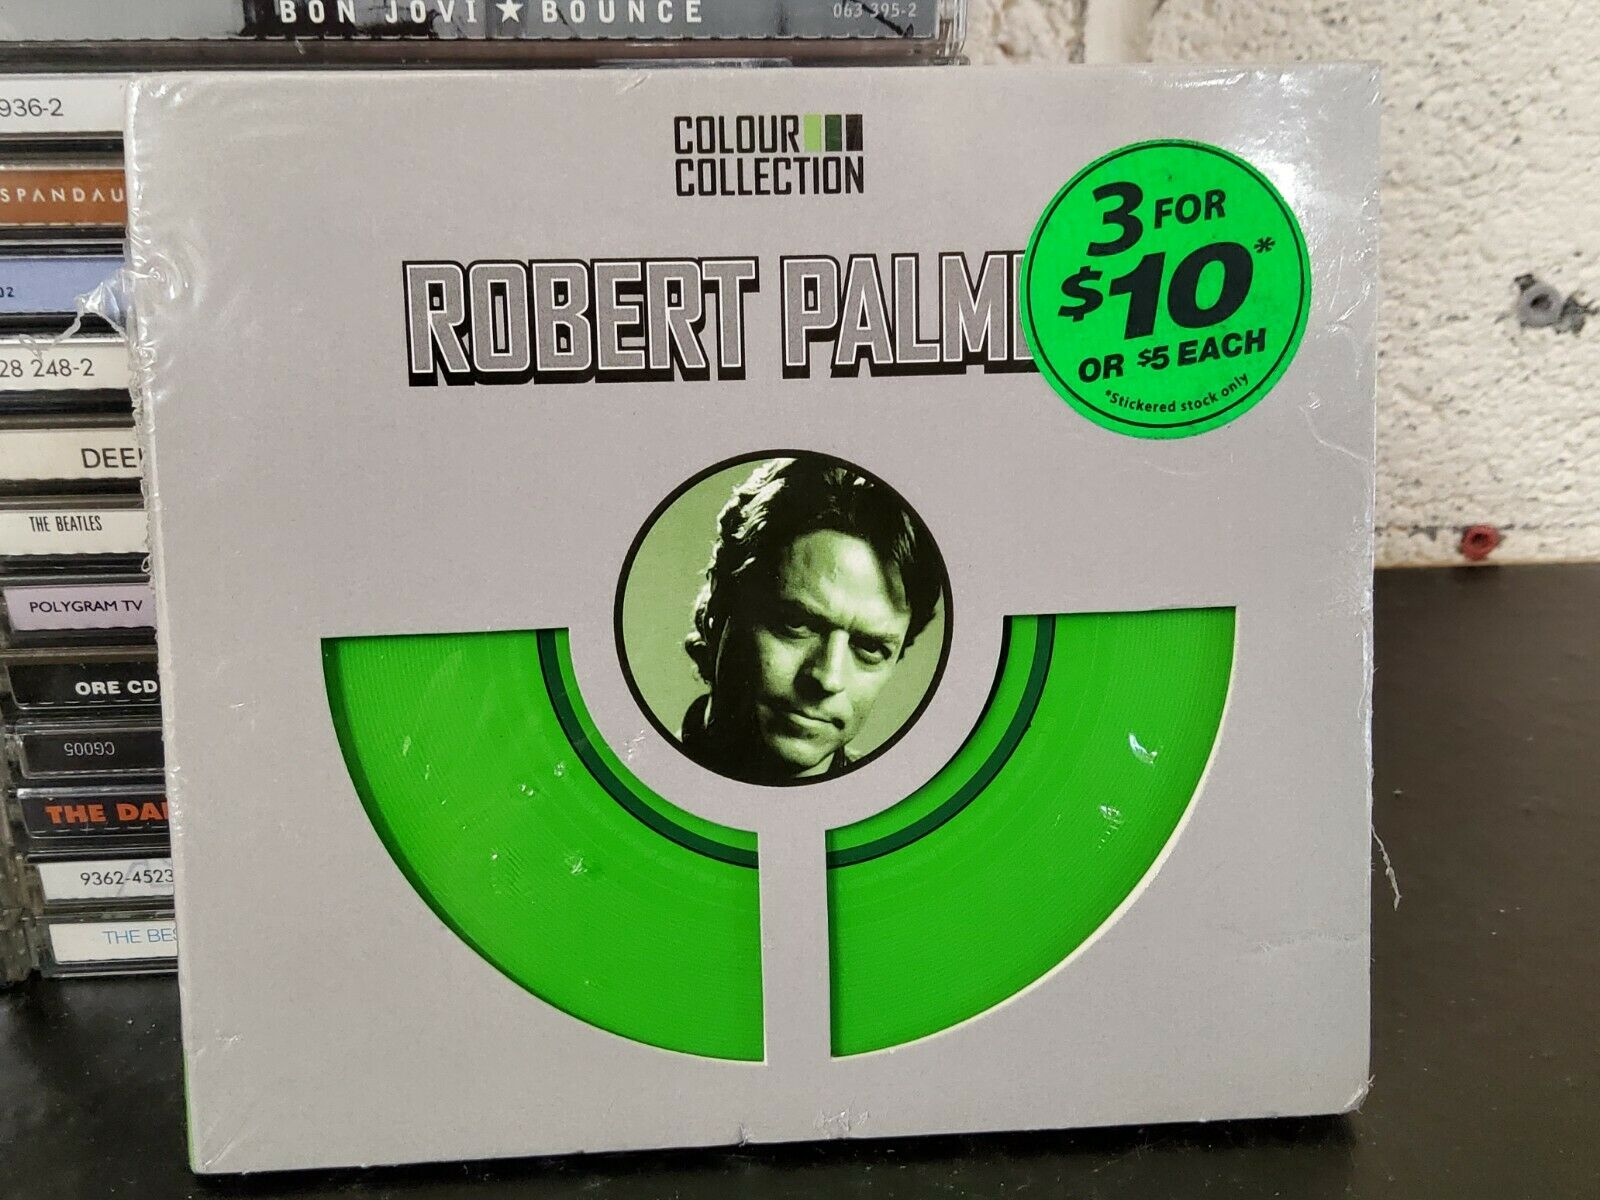 BON JOVI ★ BOUNCE
063 395-2
936-2
SPANDAU
02
28 248-2
DEE
THE BEATLES
POLYGRAM TV
ORE CD
CG005
THE DA
9362-4523
THE BES
COLOUR
COLLECTION
ROBERT PALM
3 FOR
$10*
OR $5 EACH
*Stickered stock only